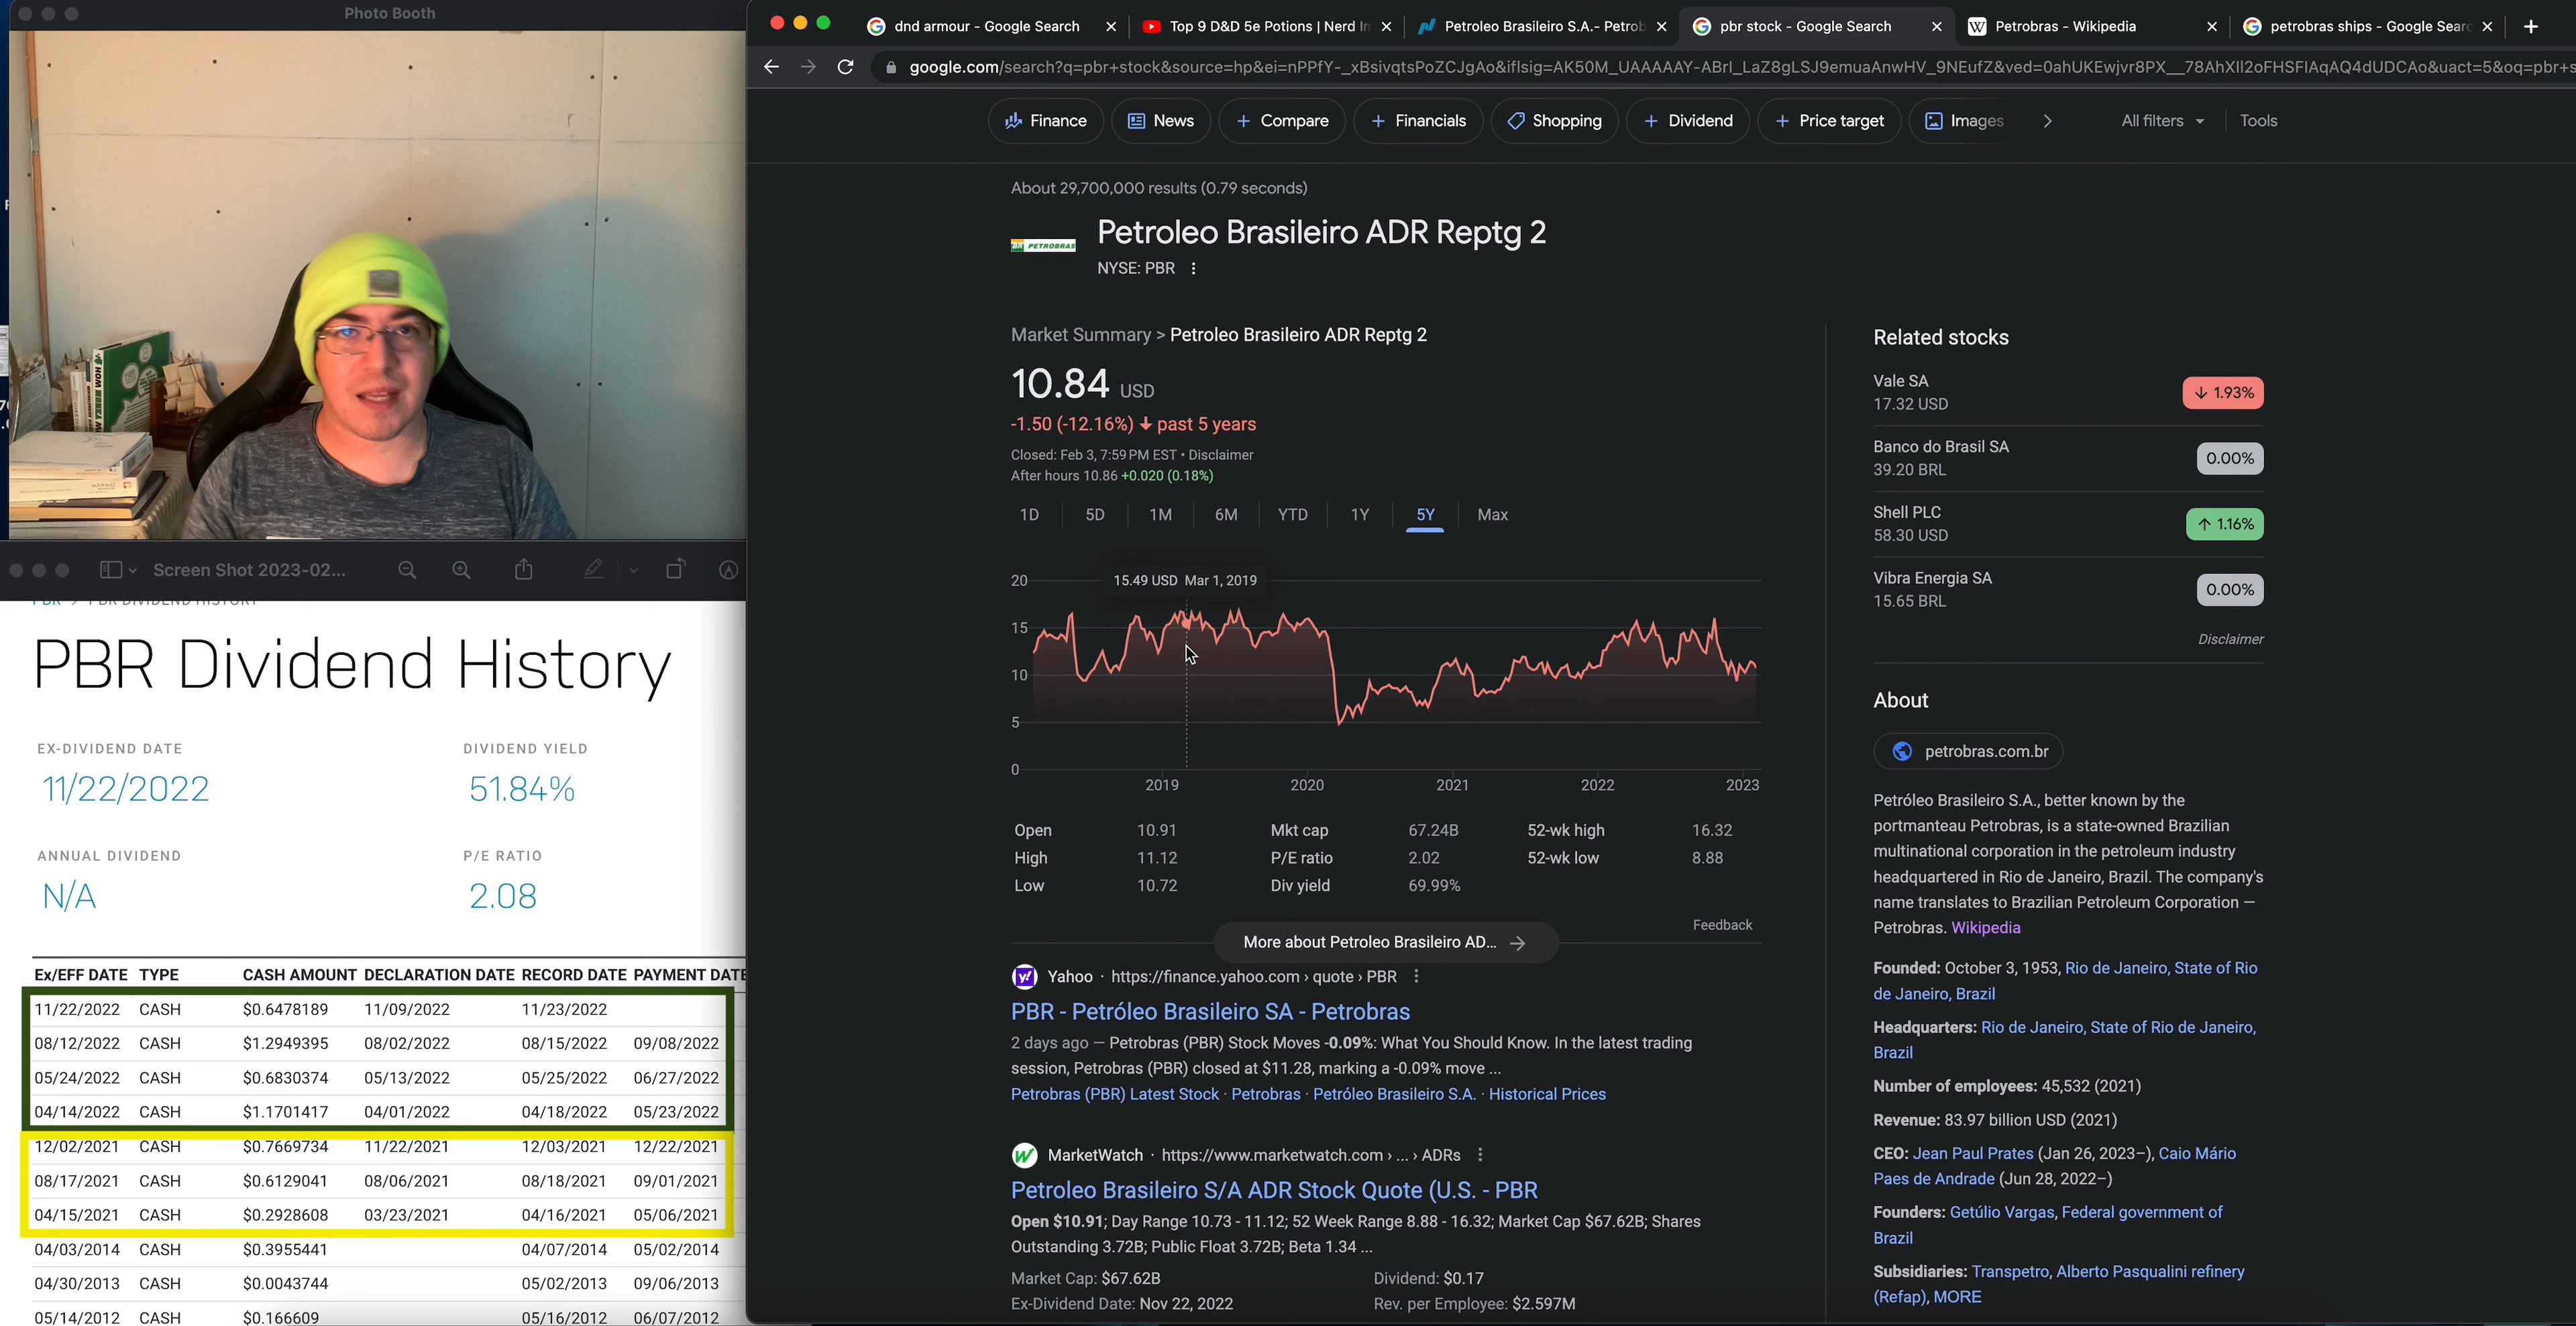 Photo Booth
HOW MONEY
Screen Shot 2023-02...
PBR > PBR DIVIDEND HISTORY
PBR Dividend History
EX-DIVIDEND DATE
11/22/2022
DIVIDEND YIELD
51.84%
ANNUAL DIVIDEND
N/A
P/E RATIO
2.08
Ex/EFF DATE TYPE CASH AMOUNT DECLARATION DATE RECORD DATE PAYMENT DATE
11/22/2022 CASH $0.6478189 11/09/2022 11/23/2022
08/12/2022 CASH $1.2949395 08/02/2022 08/15/2022 09/08/2022
05/24/2022 CASH $0.6830374 05/13/2022 05/25/2022 06/27/2022
04/14/2022 CASH $1.1701417 04/01/2022 04/18/2022 05/23/2022
12/02/2021 CASH $0.7669734 11/22/2021 12/03/2021 12/22/2021
08/17/2021 CASH $0.6129041 08/06/2021 08/18/2021 09/01/2021
04/15/2021 CASH $0.2928608 03/23/2021 04/16/2021 05/06/2021
04/03/2014 CASH $0.3955441 04/07/2014 05/02/2014
04/30/2013 CASH $0.0043744 05/02/2013 09/06/2013
05/14/2012 CASH $0.166609 05/16/2012 06/07/2012
dnd armour - Google Search
Top 9 D&D 5e Potions | Nerd In
Petroleo Brasileiro S.A.- Petrob
pbr stock - Google Search
Petrobras - Wikipedia
petrobras ships - Google Searc
google.com/search?q=pbr+stock&source=hp&ei=nPPfY-_xBsivqtsPoZCJgAo&iflsig=AK50M_UAAAAAY-ABrI_LaZ8gLSJ9emuaAnwHV_9NEufZ&ved=0ahUKEwjvr8PX__78AhXII2oFHSFIAqAQ4dUDCAo&uact=5&oq=pbr+s
Finance
News
Compare
Financials
Shopping
Dividend
Price target
Images
All filters
Tools
About 29,700,000 results (0.79 seconds)
PETROBRAS
Petroleo Brasileiro ADR Reptg 2
NYSE: PBR
Market Summary > Petroleo Brasileiro ADR Reptg 2
10.84 USD
-1.50 (-12.16%) ↓ past 5 years
Closed: Feb 3, 7:59 PM EST • Disclaimer
After hours 10.86 +0.020 (0.18%)
1D 5D 1M 6M YTD 1Y 5Y Max
15.49 USD Mar 1, 2019
20
15
10
5
0
2019 2020 2021 2022 2023
Open 10.91 Mkt cap 67.24B 52-wk high 16.32
High 11.12 P/E ratio 2.02 52-wk low 8.88
Low 10.72 Div yield 69.99%
Feedback
More about Petroleo Brasileiro AD... →
Yahoo · https://finance.yahoo.com › quote › PBR
PBR - Petróleo Brasileiro SA - Petrobras
2 days ago — Petrobras (PBR) Stock Moves -0.09%: What You Should Know. In the latest trading
session, Petrobras (PBR) closed at $11.28, marking a -0.09% move ...
Petrobras (PBR) Latest Stock · Petrobras · Petróleo Brasileiro S.A. · Historical Prices
MarketWatch · https://www.marketwatch.com › ... › ADRs
Petroleo Brasileiro S/A ADR Stock Quote (U.S. - PBR
Open $10.91; Day Range 10.73 - 11.12; 52 Week Range 8.88 - 16.32; Market Cap $67.62B; Shares
Outstanding 3.72B; Public Float 3.72B; Beta 1.34 ...
Market Cap: $67.62B Dividend: $0.17
Ex-Dividend Date: Nov 22, 2022 Rev. per Employee: $2.597M
Related stocks
Vale SA
17.32 USD
↓ 1.93%
Banco do Brasil SA
39.20 BRL
0.00%
Shell PLC
58.30 USD
↑ 1.16%
Vibra Energia SA
15.65 BRL
0.00%
Disclaimer
About
petrobras.com.br
Petróleo Brasileiro S.A., better known by the
portmanteau Petrobras, is a state-owned Brazilian
multinational corporation in the petroleum industry
headquartered in Rio de Janeiro, Brazil. The company's
name translates to Brazilian Petroleum Corporation —
Petrobras. Wikipedia
Founded: October 3, 1953, Rio de Janeiro, State of Rio
de Janeiro, Brazil
Headquarters: Rio de Janeiro, State of Rio de Janeiro,
Brazil
Number of employees: 45,532 (2021)
Revenue: 83.97 billion USD (2021)
CEO: Jean Paul Prates (Jan 26, 2023–), Caio Mário
Paes de Andrade (Jun 28, 2022–)
Founders: Getúlio Vargas, Federal government of
Brazil
Subsidiaries: Transpetro, Alberto Pasqualini refinery
(Refap), MORE